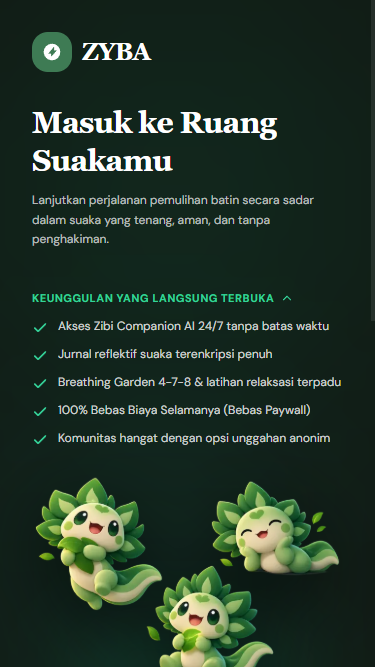 ZYBA
Masuk ke Ruang
Suakamu
Lanjutkan perjalanan pemulihan batin secara sadar
dalam suaka yang tenang, aman, dan tanpa
penghakiman.
KEUNGGULAN YANG LANGSUNG TERBUKA
Akses Zibi Companion AI 24/7 tanpa batas waktu
Jurnal reflektif suaka terenkripsi penuh
Breathing Garden 4-7-8 & latihan relaksasi terpadu
100% Bebas Biaya Selamanya (Bebas Paywall)
Komunitas hangat dengan opsi unggahan anonim